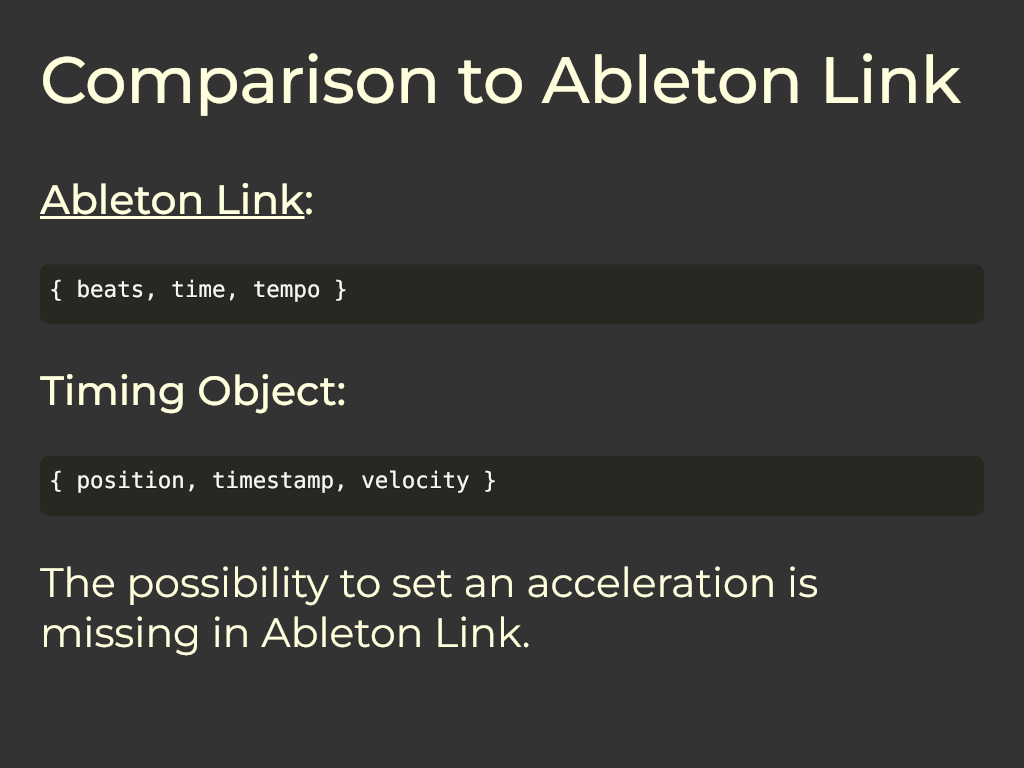 Comparison to Ableton Link
Ableton Link:
{ beats, time, tempo }
Timing Object:
{ position, timestamp, velocity }
The possibility to set an acceleration is
missing in Ableton Link.